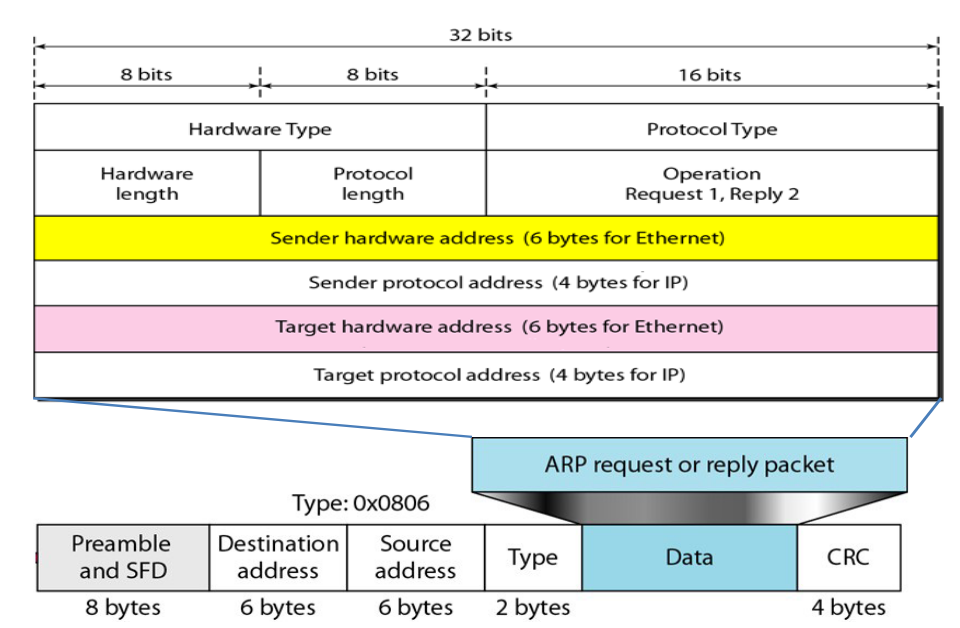 32 bits
8 bits 8 bits 16 bits
Hardware Type Protocol Type
Hardware
length
Protocol
length
Operation
Request 1, Reply 2
Sender hardware address (6 bytes for Ethernet)
Sender protocol address (4 bytes for IP)
Target hardware address (6 bytes for Ethernet)
Target protocol address (4 bytes for IP)
ARP request or reply packet
Type: 0x0806
Preamble
and SFD
Destination
address
Source
address
Type
Data
CRC
8 bytes 6 bytes 6 bytes 2 bytes 4 bytes